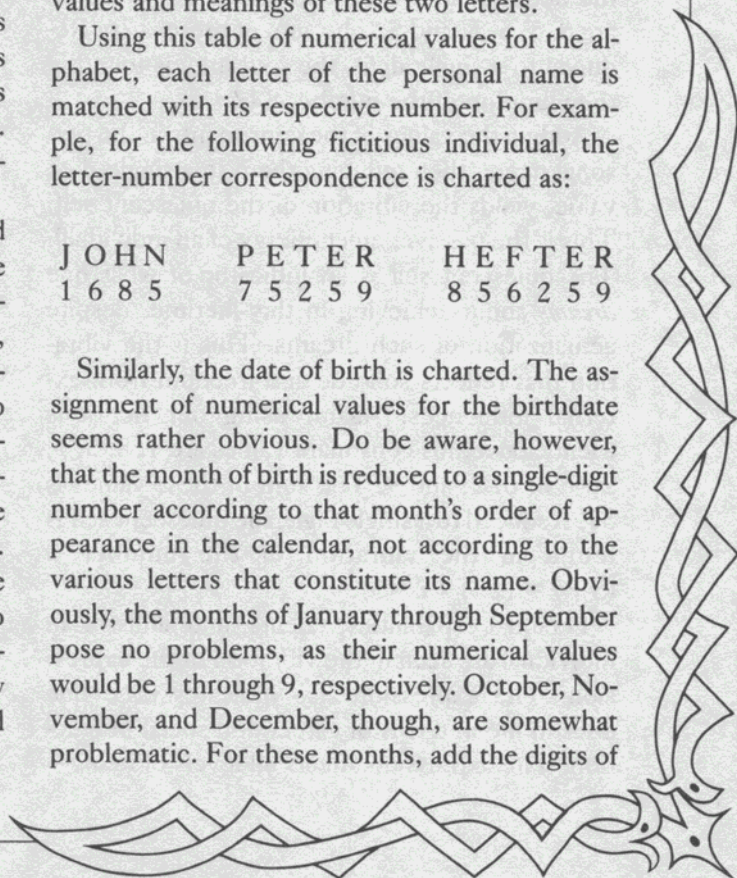 values and meanings of these two letters.
Using this table of numerical values for the al-
phabet, each letter of the personal name is
matched with its respective number. For exam-
ple, for the following fictitious individual, the
letter-number correspondence is charted as:
J O H N P E T E R H E F T E R
1 6 8 5 7 5 2 5 9 8 5 6 2 5 9
Similarly, the date of birth is charted. The as-
signment of numerical values for the birthdate
seems rather obvious. Do be aware, however,
that the month of birth is reduced to a single-digit
number according to that month's order of ap-
pearance in the calendar, not according to the
various letters that constitute its name. Obvi-
ously, the months of January through September
pose no problems, as their numerical values
would be 1 through 9, respectively. October, No-
vember, and December, though, are somewhat
problematic. For these months, add the digits of